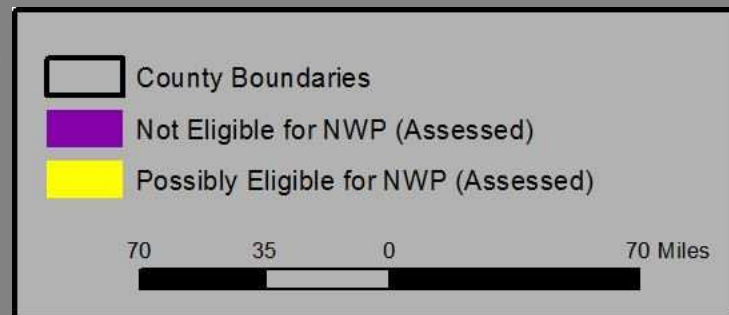 County Boundaries
Not Eligible for NWP (Assessed)
Possibly Eligible for NWP (Assessed)
70 35 0 70 Miles